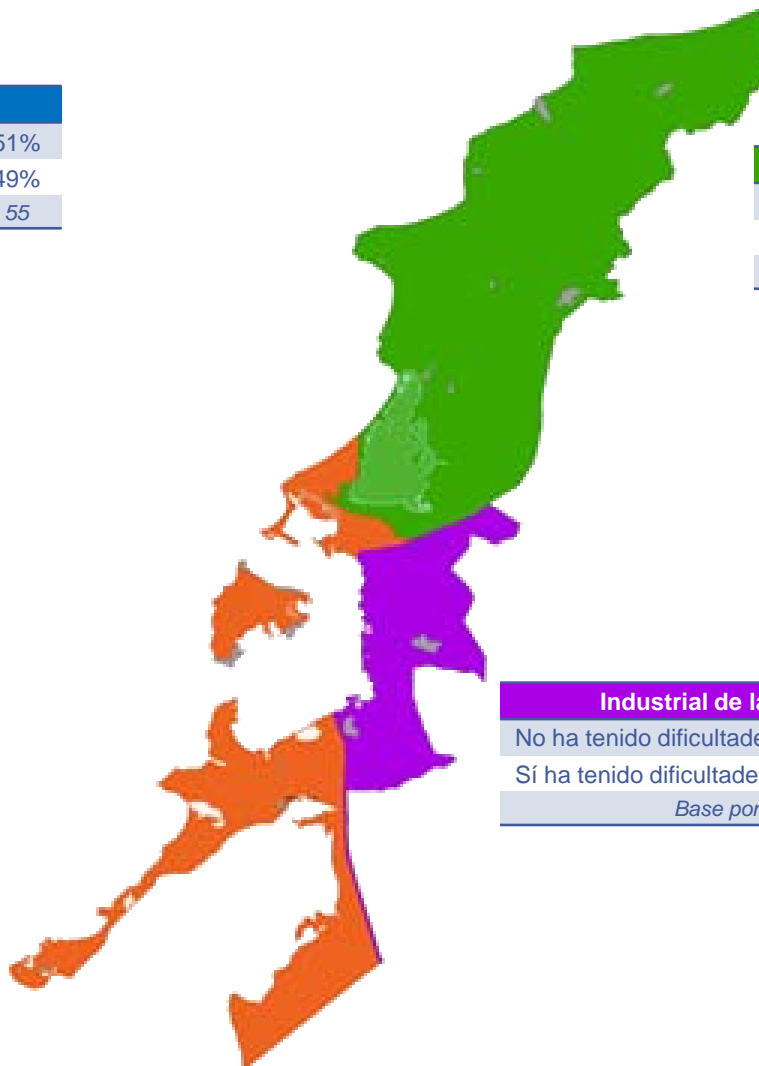 51%
49%
55
Industrial de la
No ha tenido dificultade
Sí ha tenido dificultade
Base por